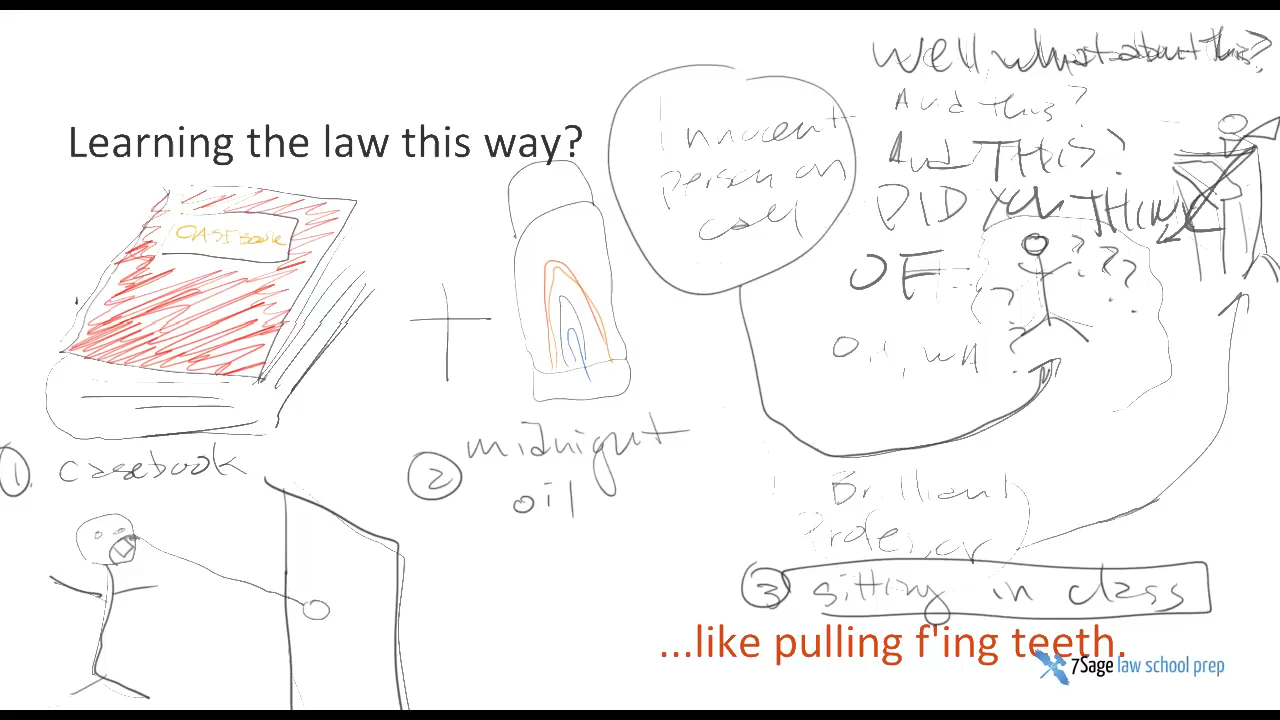 Learning the law this way?
CASEBOOK
① casebook
② midnight
oil
Innocent
person on
call
Well, what about this?
And this?
And THIS?
DID YOU THINK
OF
? ? ? ?
?
?
Brilliant
Professor
③ sitting in class
...like pulling f'ing teeth.
7Sage law school prep